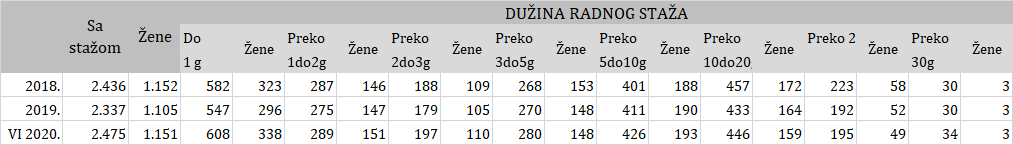 DUŽINA RADNOG STAŽA
Sa stažom Žene Do 1 g Žene Preko 1do2g Žene Preko 2do3g Žene Preko 3do5g Žene Preko 5do10g Žene Preko 10do20 Žene Preko 2 Žene Preko 30g Žene
2018. 2.436 1.152 582 323 287 146 188 109 268 153 401 188 457 172 223 58 30 3
2019. 2.337 1.105 547 296 275 147 179 105 270 148 411 190 433 164 192 52 30 3
VI 2020. 2.475 1.151 608 338 289 151 197 110 280 148 426 193 446 159 195 49 34 3